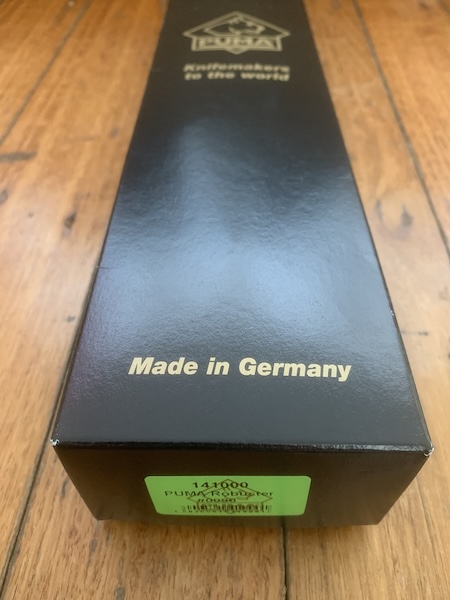 PUMA
Knifemakers
to the world
Made in Germany
141000
PUMA Robuster